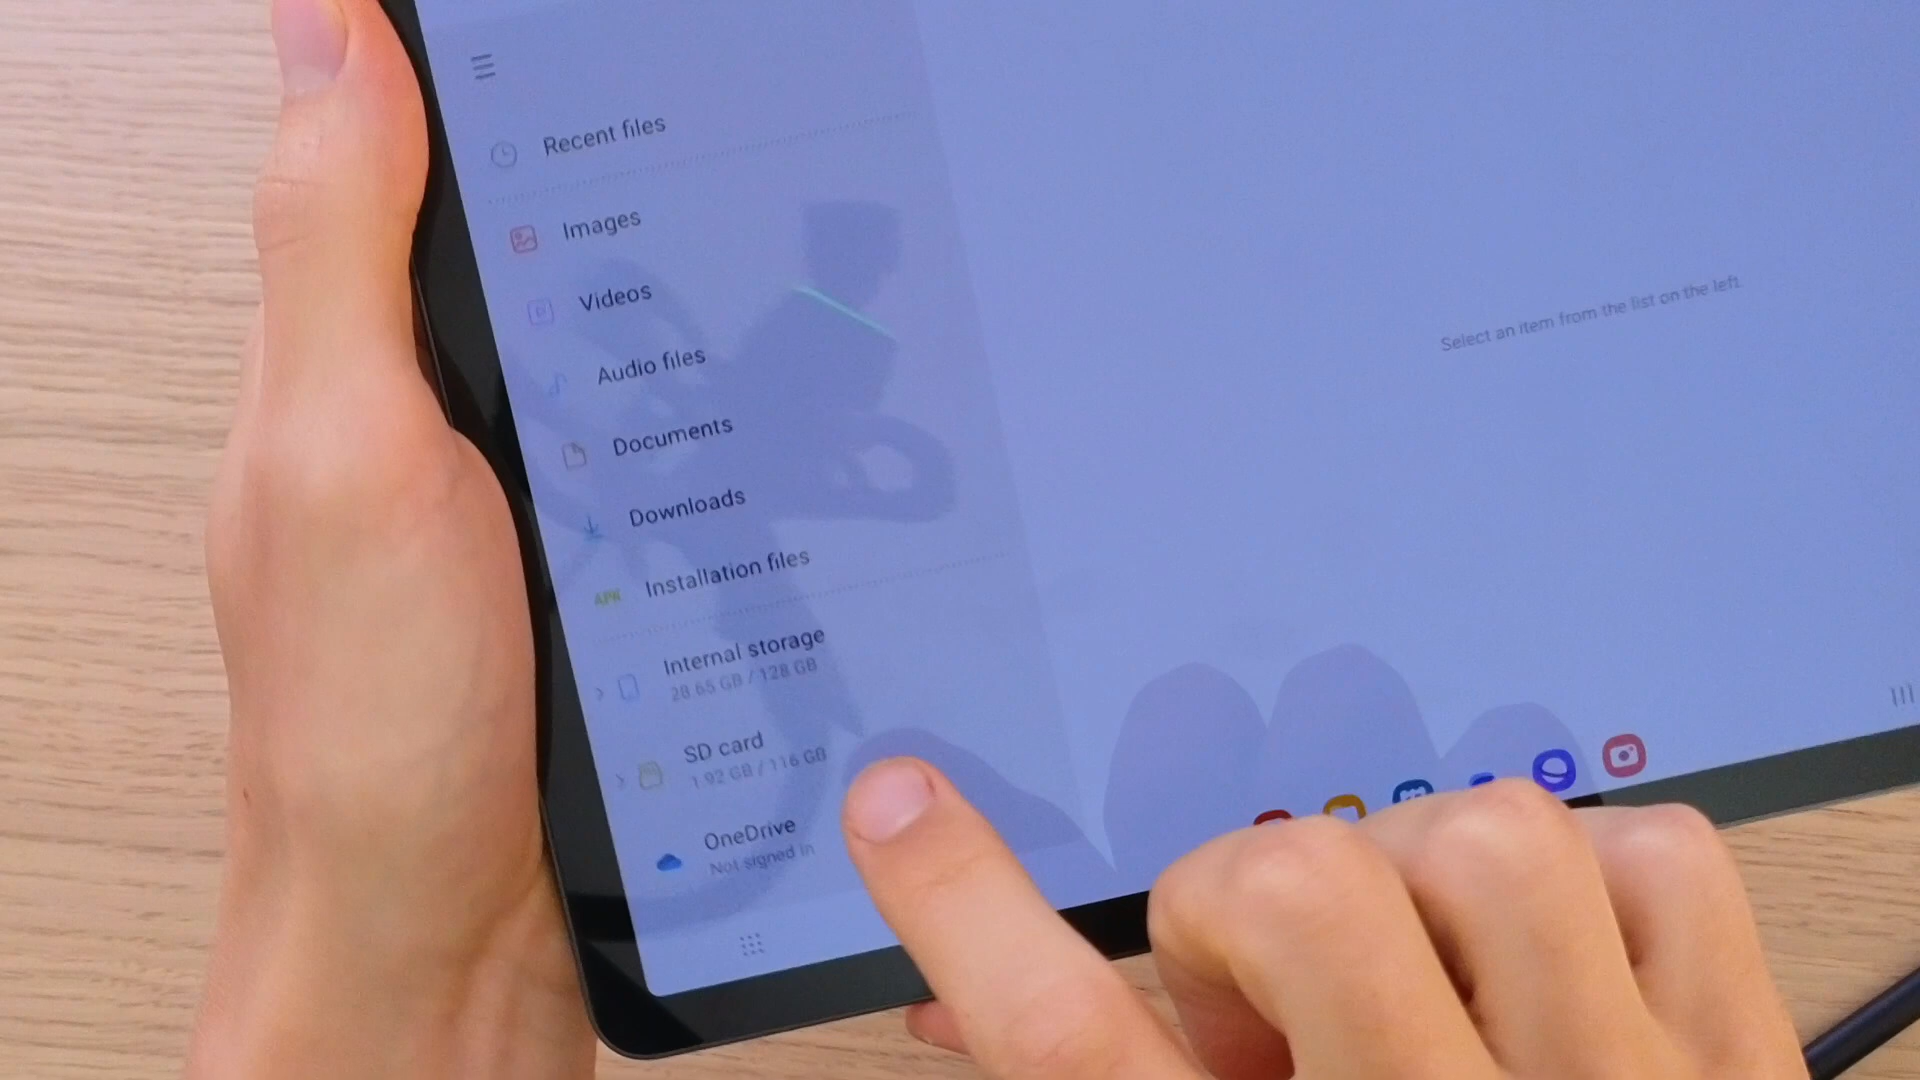 Recent files
Images
Videos
Audio files
Documents
Downloads
APK
Installation files
Internal storage
28.65 GB / 128 GB
SD card
1.92 GB / 116 GB
OneDrive
Not signed in
Select an item from the list on the left.